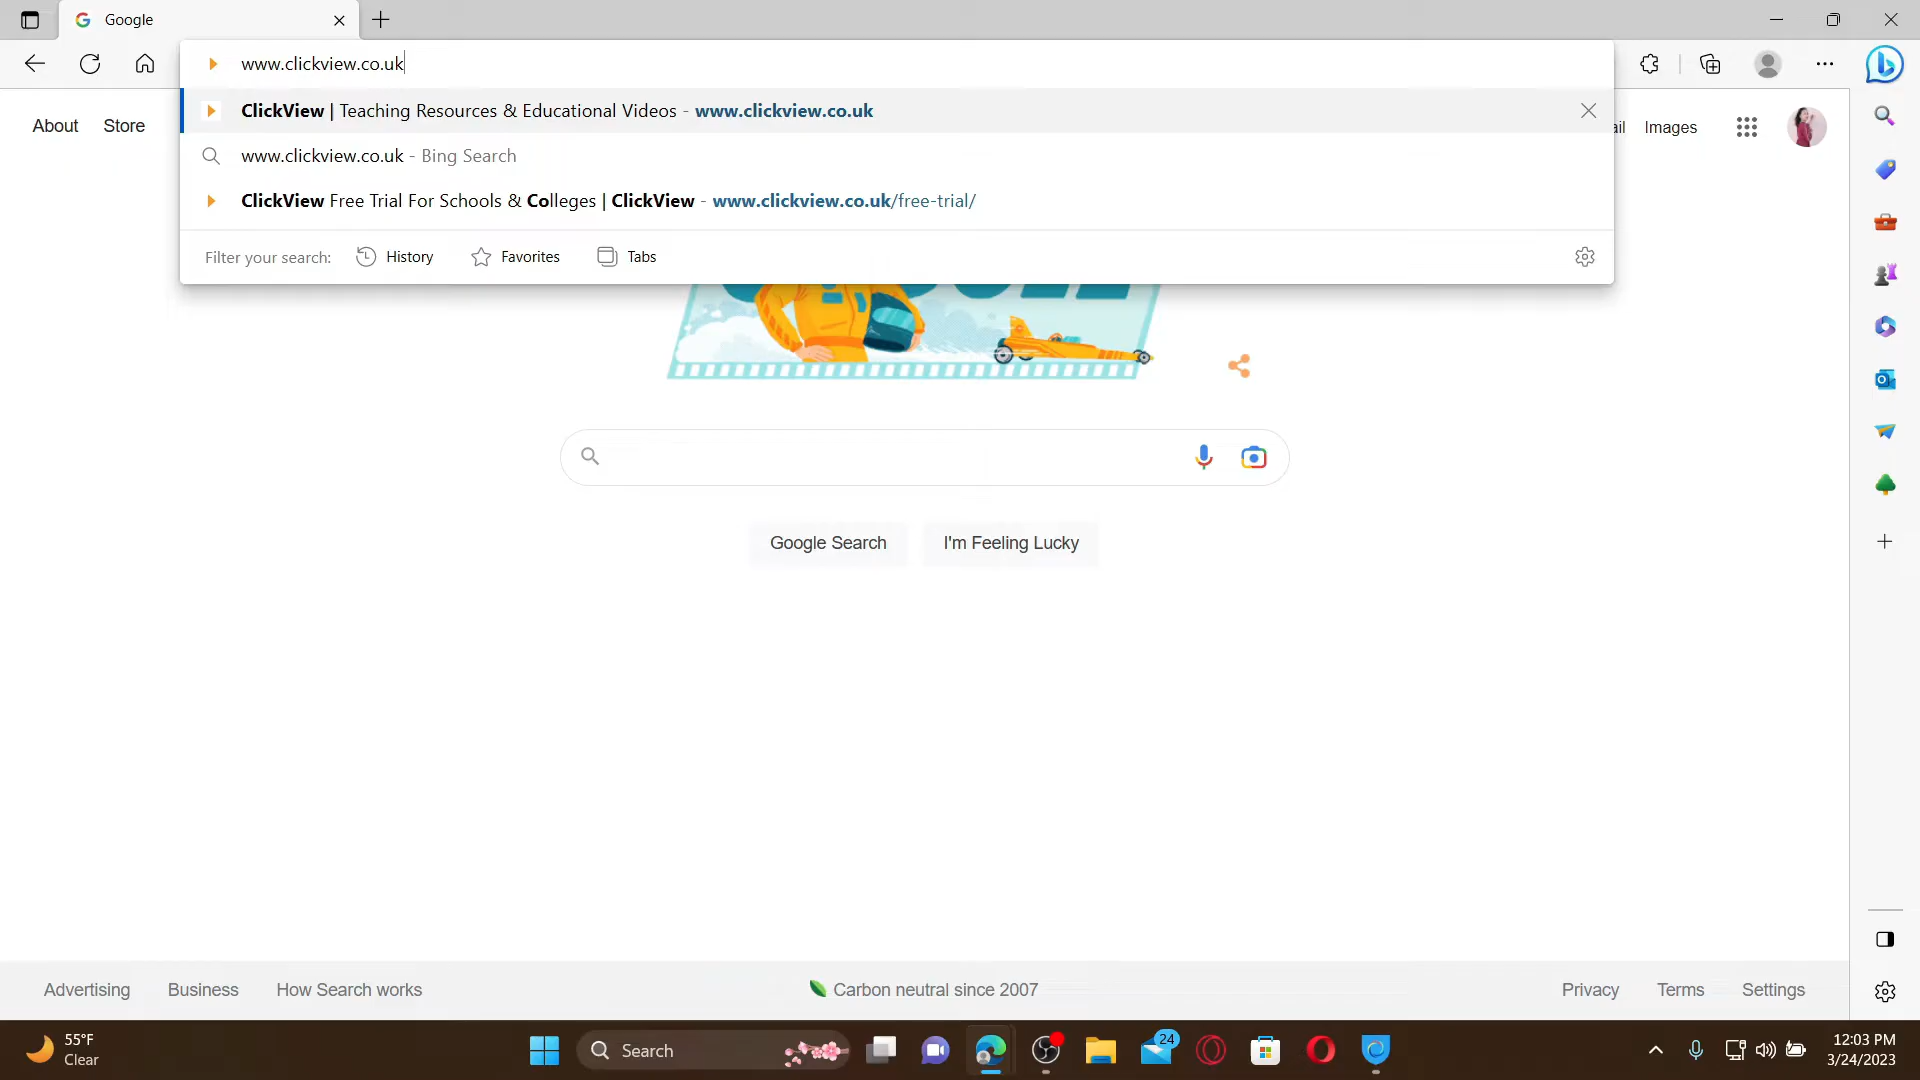 Google
www.clickview.co.uk
ClickView | Teaching Resources & Educational Videos - www.clickview.co.uk
www.clickview.co.uk - Bing Search
ClickView Free Trial For Schools & Colleges | ClickView - www.clickview.co.uk/free-trial/
Filter your search: History Favorites Tabs
About Store
ail Images
Google Search I'm Feeling Lucky
Advertising Business How Search works
Carbon neutral since 2007
Privacy Terms Settings
55°F
Clear
Search
24
12:03 PM
3/24/2023